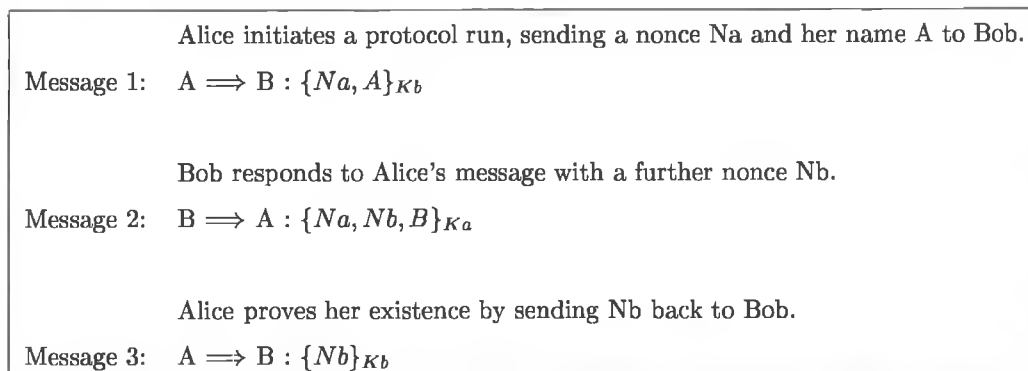 Alice initiates a protocol run, sending a nonce Na and her name A to Bob.
Message 1: A ⟹ B : {Na, A}_{Kb}
Bob responds to Alice's message with a further nonce Nb.
Message 2: B ⟹ A : {Na, Nb, B}_{Ka}
Alice proves her existence by sending Nb back to Bob.
Message 3: A ⟹ B : {Nb}_{Kb}